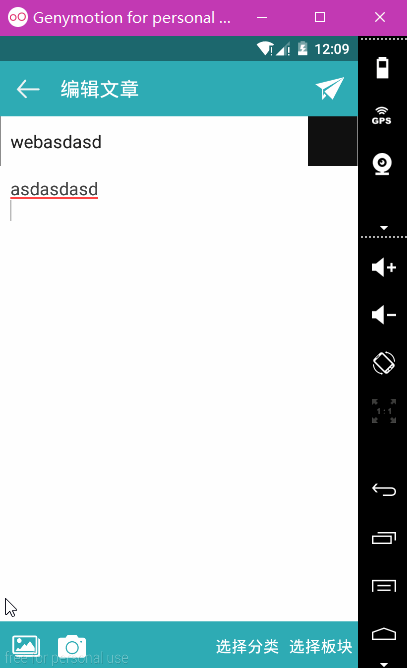 Genymotion for personal ...
12:09
编辑文章
GPS
webasdasd
asdasdasd
1:1
选择分类 选择板块
free for personal use